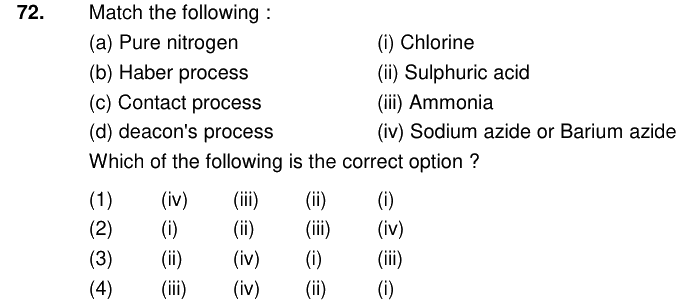 72. Match the following :
(a) Pure nitrogen (i) Chlorine
(b) Haber process (ii) Sulphuric acid
(c) Contact process (iii) Ammonia
(d) deacon's process (iv) Sodium azide or Barium azide
Which of the following is the correct option ?
(1) (iv) (iii) (ii) (i)
(2) (i) (ii) (iii) (iv)
(3) (ii) (iv) (i) (iii)
(4) (iii) (iv) (ii) (i)